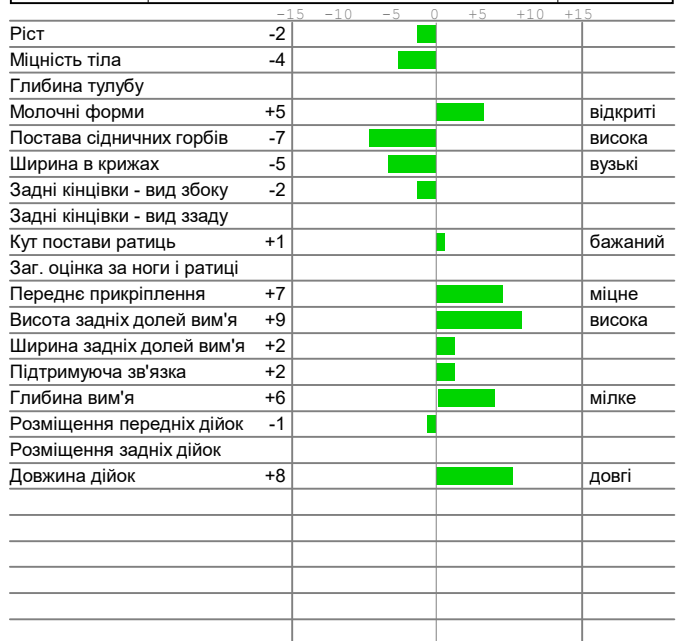 -15 -10 -5 0 +5 +10 +15
Ріст -2
Міцність тіла -4
Глибина тулубу
Молочні форми +5 відкриті
Постава сідничних горбів -7 висока
Ширина в крижах -5 вузькі
Задні кінцівки - вид збоку -2
Задні кінцівки - вид ззаду
Кут постави ратиць +1 бажаний
Заг. оцінка за ноги і ратиці
Переднє прикріплення +7 міцне
Висота задніх долей вим'я +9 висока
Ширина задніх долей вим'я +2
Підтримуюча зв'язка +2
Глибина вим'я +6 мілке
Розміщення передніх дійок -1
Розміщення задніх дійок
Довжина дійок +8 довгі